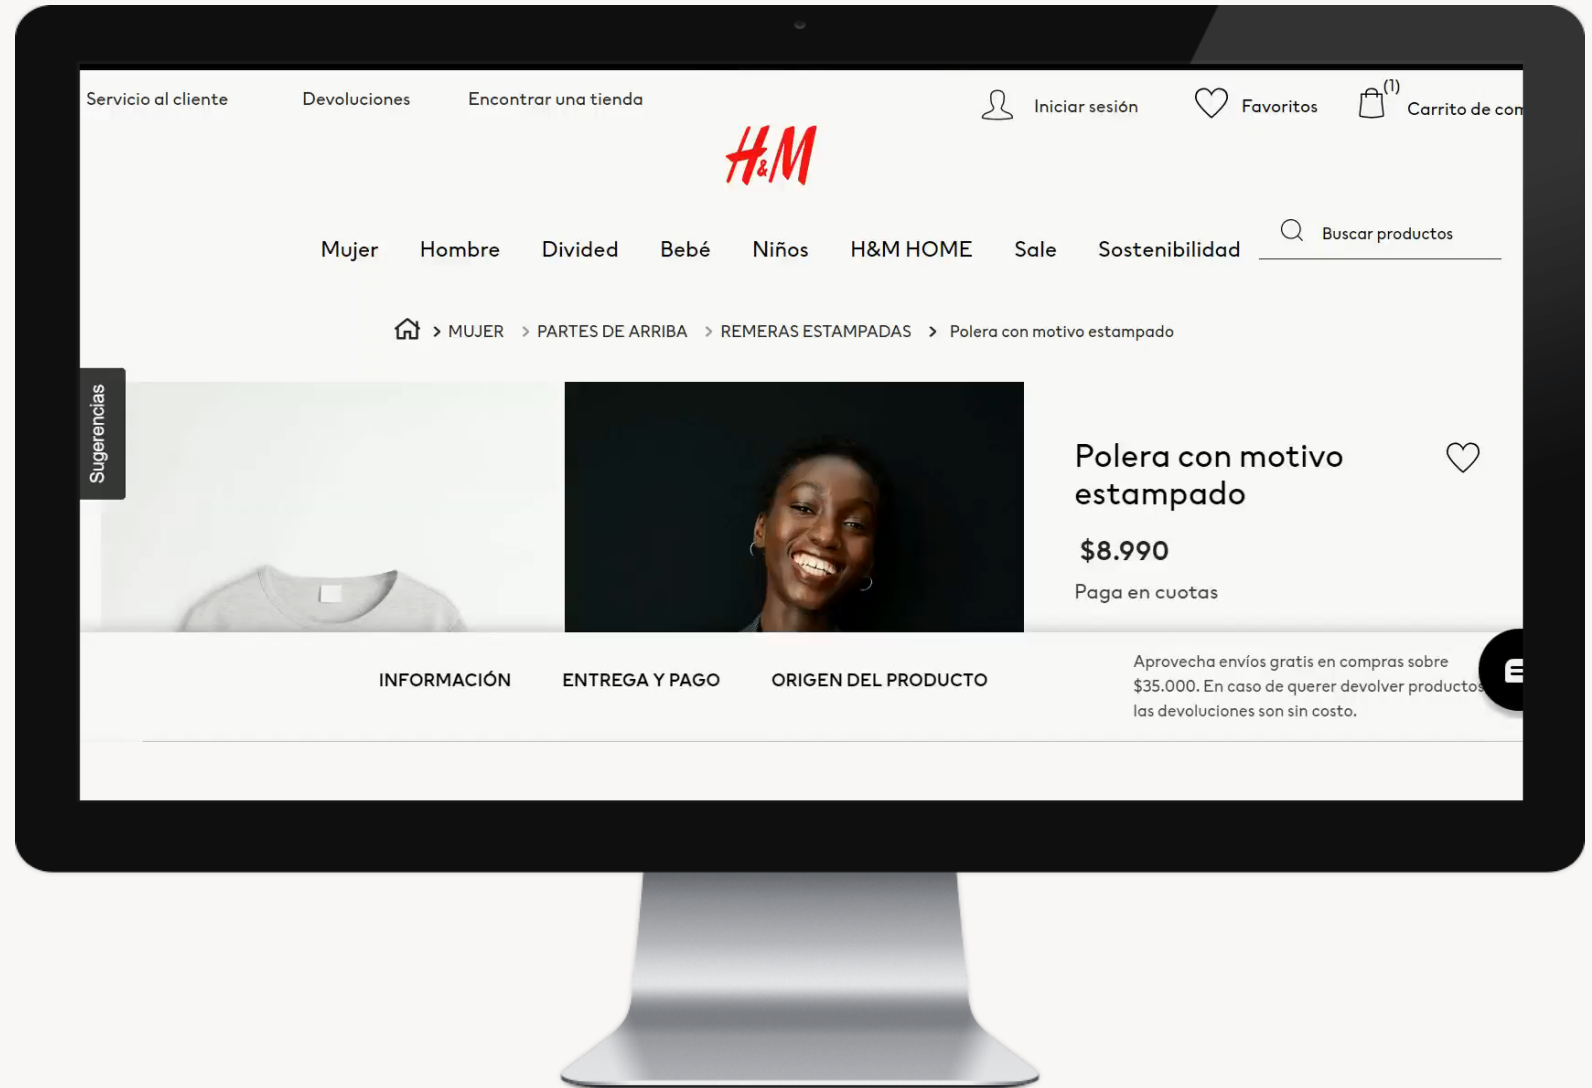 Servicio al cliente
Devoluciones
Encontrar una tienda
Iniciar sesión
Favoritos
(1)
Carrito de com
H&M
Mujer
Hombre
Divided
Bebé
Niños
H&M HOME
Sale
Sostenibilidad
Buscar productos
MUJER > PARTES DE ARRIBA > REMERAS ESTAMPADAS > Polera con motivo estampado
Sugerencias
Polera con motivo
estampado
$8.990
Paga en cuotas
INFORMACIÓN
ENTREGA Y PAGO
ORIGEN DEL PRODUCTO
Aprovecha envíos gratis en compras sobre
$35.000. En caso de querer devolver productos
las devoluciones son sin costo.